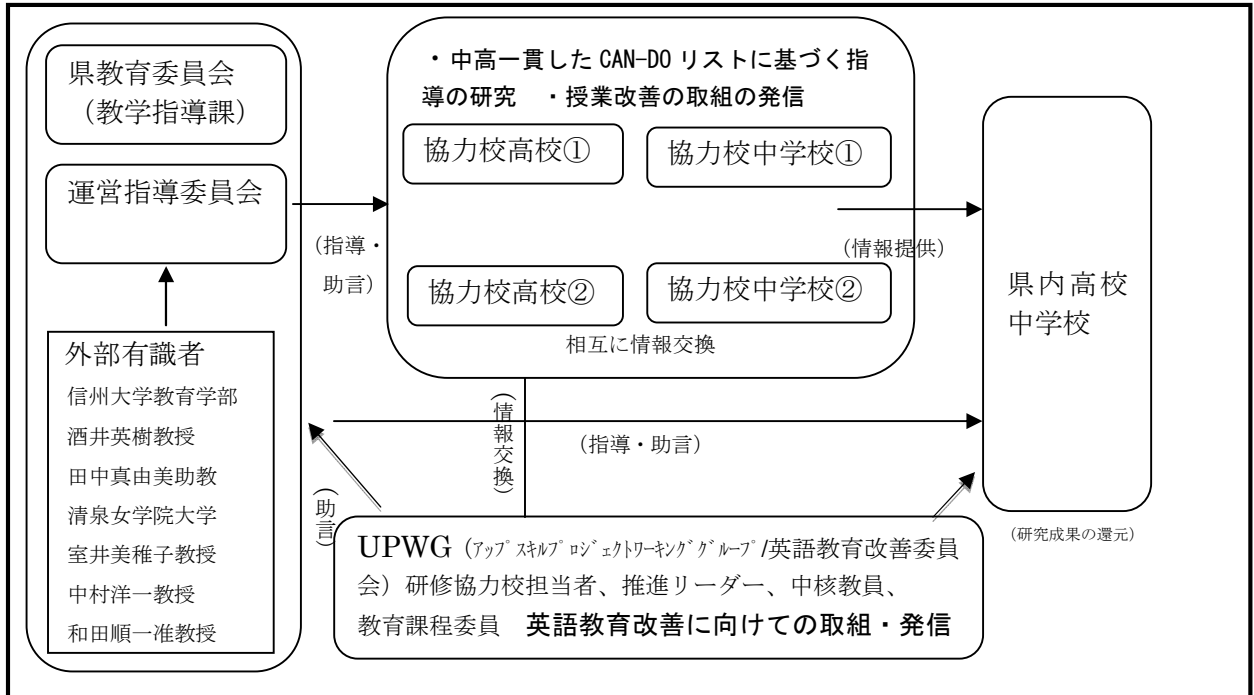 県教育委員会
（教学指導課）
運営指導委員会
外部有識者
信州大学教育学部
酒井英樹教授
田中真由美助教
清泉女学院大学
室井美稚子教授
中村洋一教授
和田順一准教授
(指導・
助言)
・中高一貫した CAN-DO リストに基づく指
導の研究　・授業改善の取組の発信
協力校高校①
協力校中学校①
協力校高校②
協力校中学校②
相互に情報交換
(情報提供)
県内高校
中学校
(情報交換)
(指導・助言)
(助言)
(研究成果の還元)
UPWG（ｱｯﾌﾟｽｷﾙﾌﾟﾛｼﾞｪｸﾄﾜｰｷﾝｸﾞｸﾞﾙｰﾌﾟ/英語教育改善委員
会）研修協力校担当者、推進リーダー、中核教員、
教育課程委員　英語教育改善に向けての取組・発信